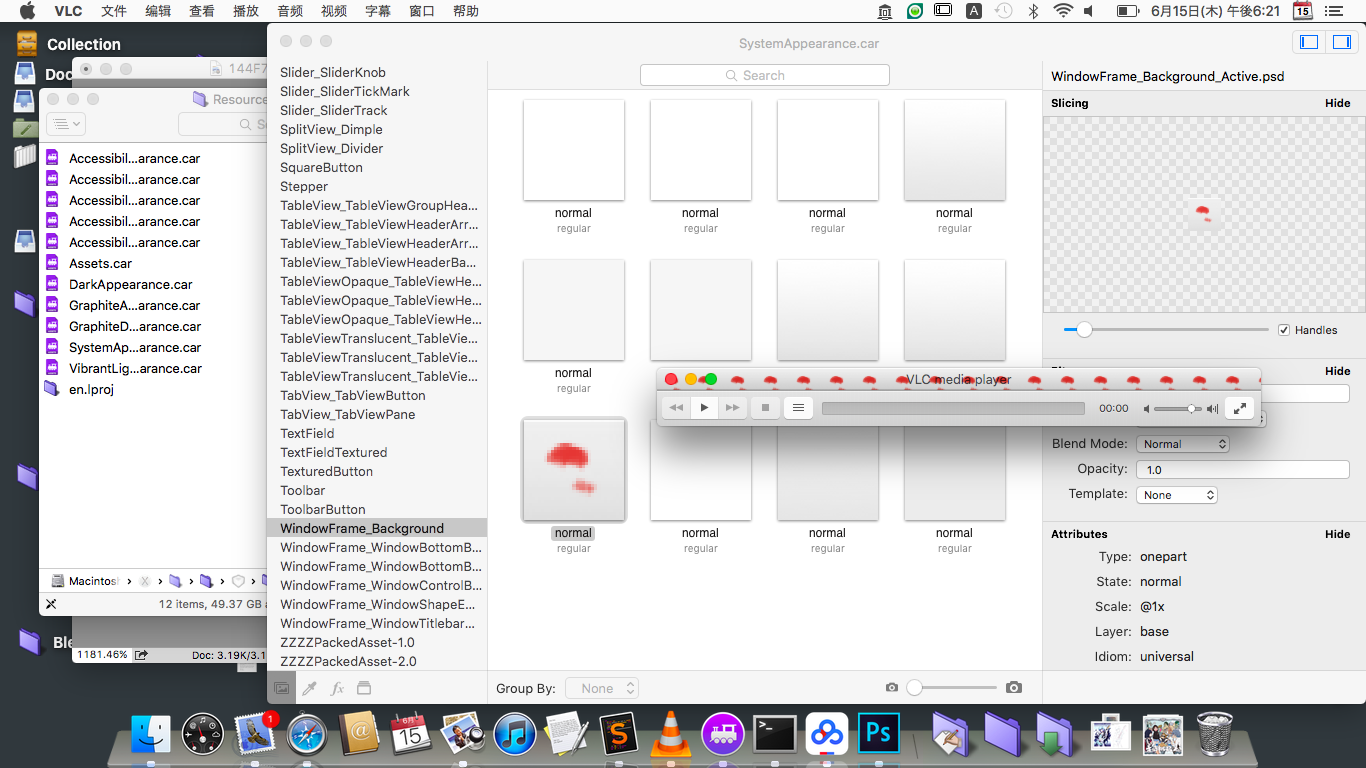 VLC 文件 编辑 查看 播放 音频 视频 字幕 窗口 帮助
A 6月15日(木) 午後6:21 15
Collection
Doc
144F7
Resource
Accessibil...arance.car
Accessibil...arance.car
Accessibil...arance.car
Accessibil...arance.car
Accessibil...arance.car
Assets.car
DarkAppearance.car
GraphiteA...arance.car
GraphiteD...arance.car
SystemAp...arance.car
VibrantLig...arance.car
en.lproj
Macintosh
12 items, 49.37 GB a
Ble
1181.46% Doc: 3.19K/3.1
SystemAppearance.car
Search
Slider_SliderKnob
Slider_SliderTickMark
Slider_SliderTrack
SplitView_Dimple
SplitView_Divider
SquareButton
Stepper
TableView_TableViewGroupHea...
TableView_TableViewHeaderArr...
TableView_TableViewHeaderArr...
TableView_TableViewHeaderBa...
TableViewOpaque_TableViewHe...
TableViewOpaque_TableViewHe...
TableViewOpaque_TableViewHe...
TableViewTranslucent_TableVie...
TableViewTranslucent_TableVie...
TableViewTranslucent_TableVie...
TabView_TabViewButton
TabView_TabViewPane
TextField
TextFieldTextured
TexturedButton
Toolbar
ToolbarButton
WindowFrame_Background
WindowFrame_WindowBottomB...
WindowFrame_WindowBottomB...
WindowFrame_WindowControlB...
WindowFrame_WindowShapeE...
WindowFrame_WindowTitlebar...
ZZZZPackedAsset-1.0
ZZZZPackedAsset-2.0
fx
normal normal normal normal
regular regular regular regular
normal
regular
VLC media player
00:00
normal normal normal normal
regular regular regular regular
Group By: None
WindowFrame_Background_Active.psd
Slicing Hide
Handles
Hide
Blend Mode: Normal
Opacity: 1.0
Template: None
Attributes Hide
Type: onepart
State: normal
Scale: @1x
Layer: base
Idiom: universal
1
6月
15
S
Ps